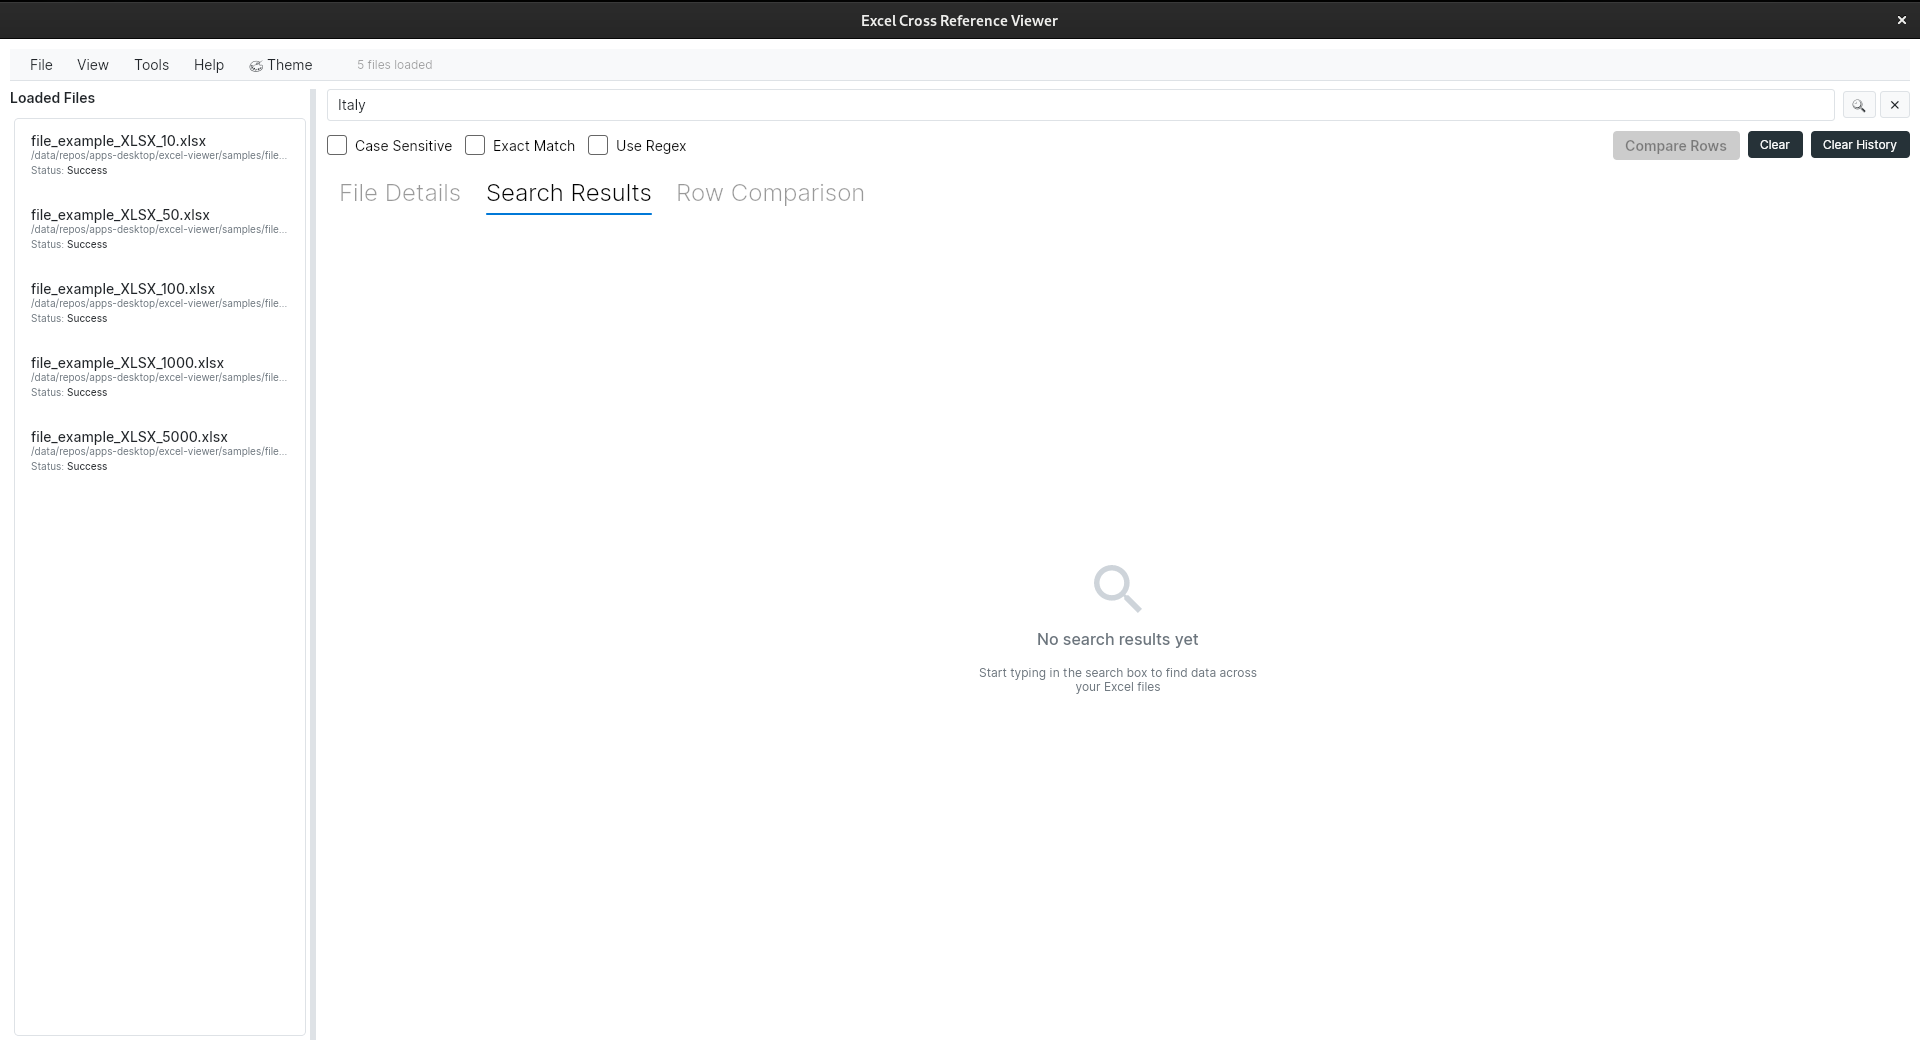 Excel Cross Reference Viewer
File View Tools Help Theme 5 files loaded
Loaded Files
file_example_XLSX_10.xlsx
/data/repos/apps-desktop/excel-viewer/samples/file...
Status: Success
file_example_XLSX_50.xlsx
/data/repos/apps-desktop/excel-viewer/samples/file...
Status: Success
file_example_XLSX_100.xlsx
/data/repos/apps-desktop/excel-viewer/samples/file...
Status: Success
file_example_XLSX_1000.xlsx
/data/repos/apps-desktop/excel-viewer/samples/file...
Status: Success
file_example_XLSX_5000.xlsx
/data/repos/apps-desktop/excel-viewer/samples/file...
Status: Success
Italy
Case Sensitive Exact Match Use Regex Compare Rows Clear Clear History
File Details Search Results Row Comparison
No search results yet
Start typing in the search box to find data across
your Excel files